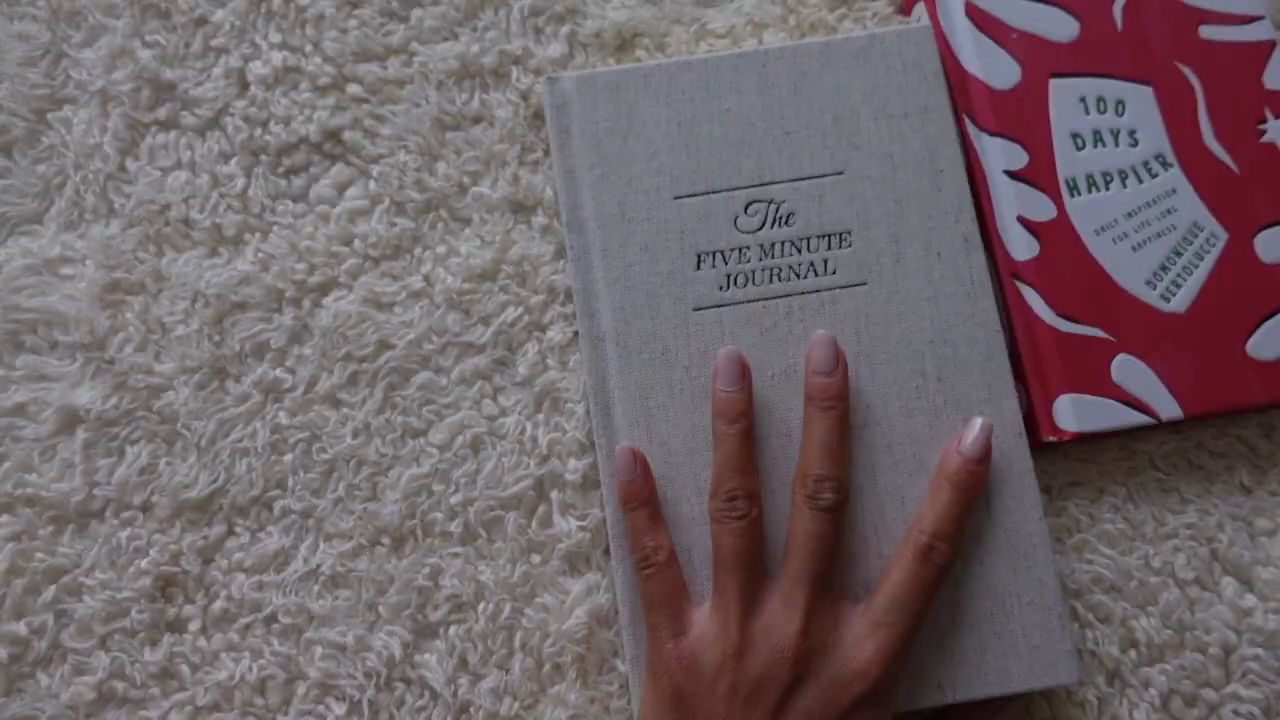 The
FIVE MINUTE
JOURNAL
100
DAYS
HAPPIER
DAILY INSPIRATION
FOR LIFE-LONG
HAPPINESS
DOMONIQUE
BERTOLUCCI